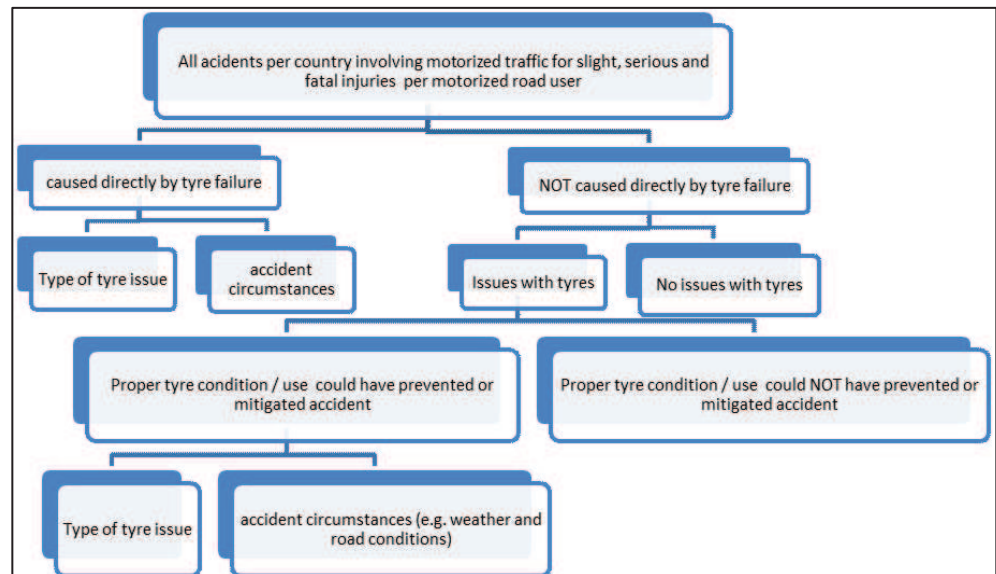 All acidents per country involving motorized traffic for slight, serious and
fatal injuries per motorized road user
caused directly by tyre failure
NOT caused directly by tyre failure
Type of tyre issue
accident
circumstances
Issues with tyres
No issues with tyres
Proper tyre condition / use could have prevented or
mitigated accident
Proper tyre condition / use could NOT have prevented or
mitigated accident
Type of tyre issue
accident circumstances (e.g. weather and
road conditions)